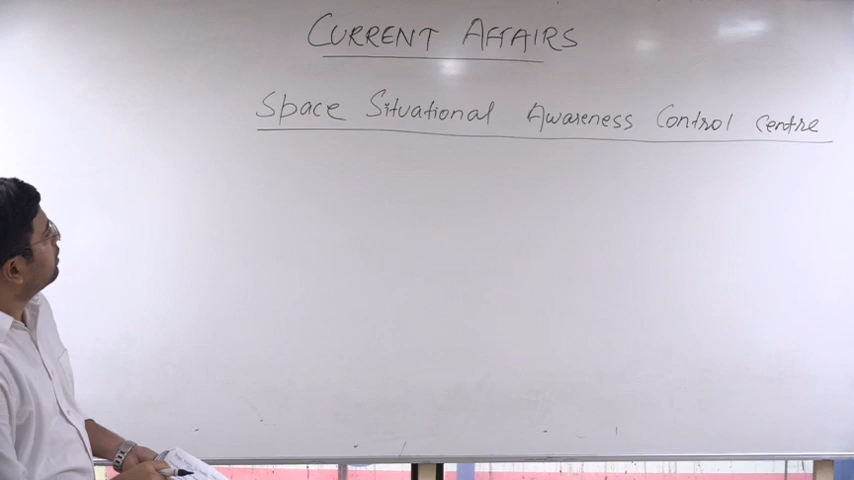 CURRENT AFFAIRS
Space Situational Awareness Control Centre